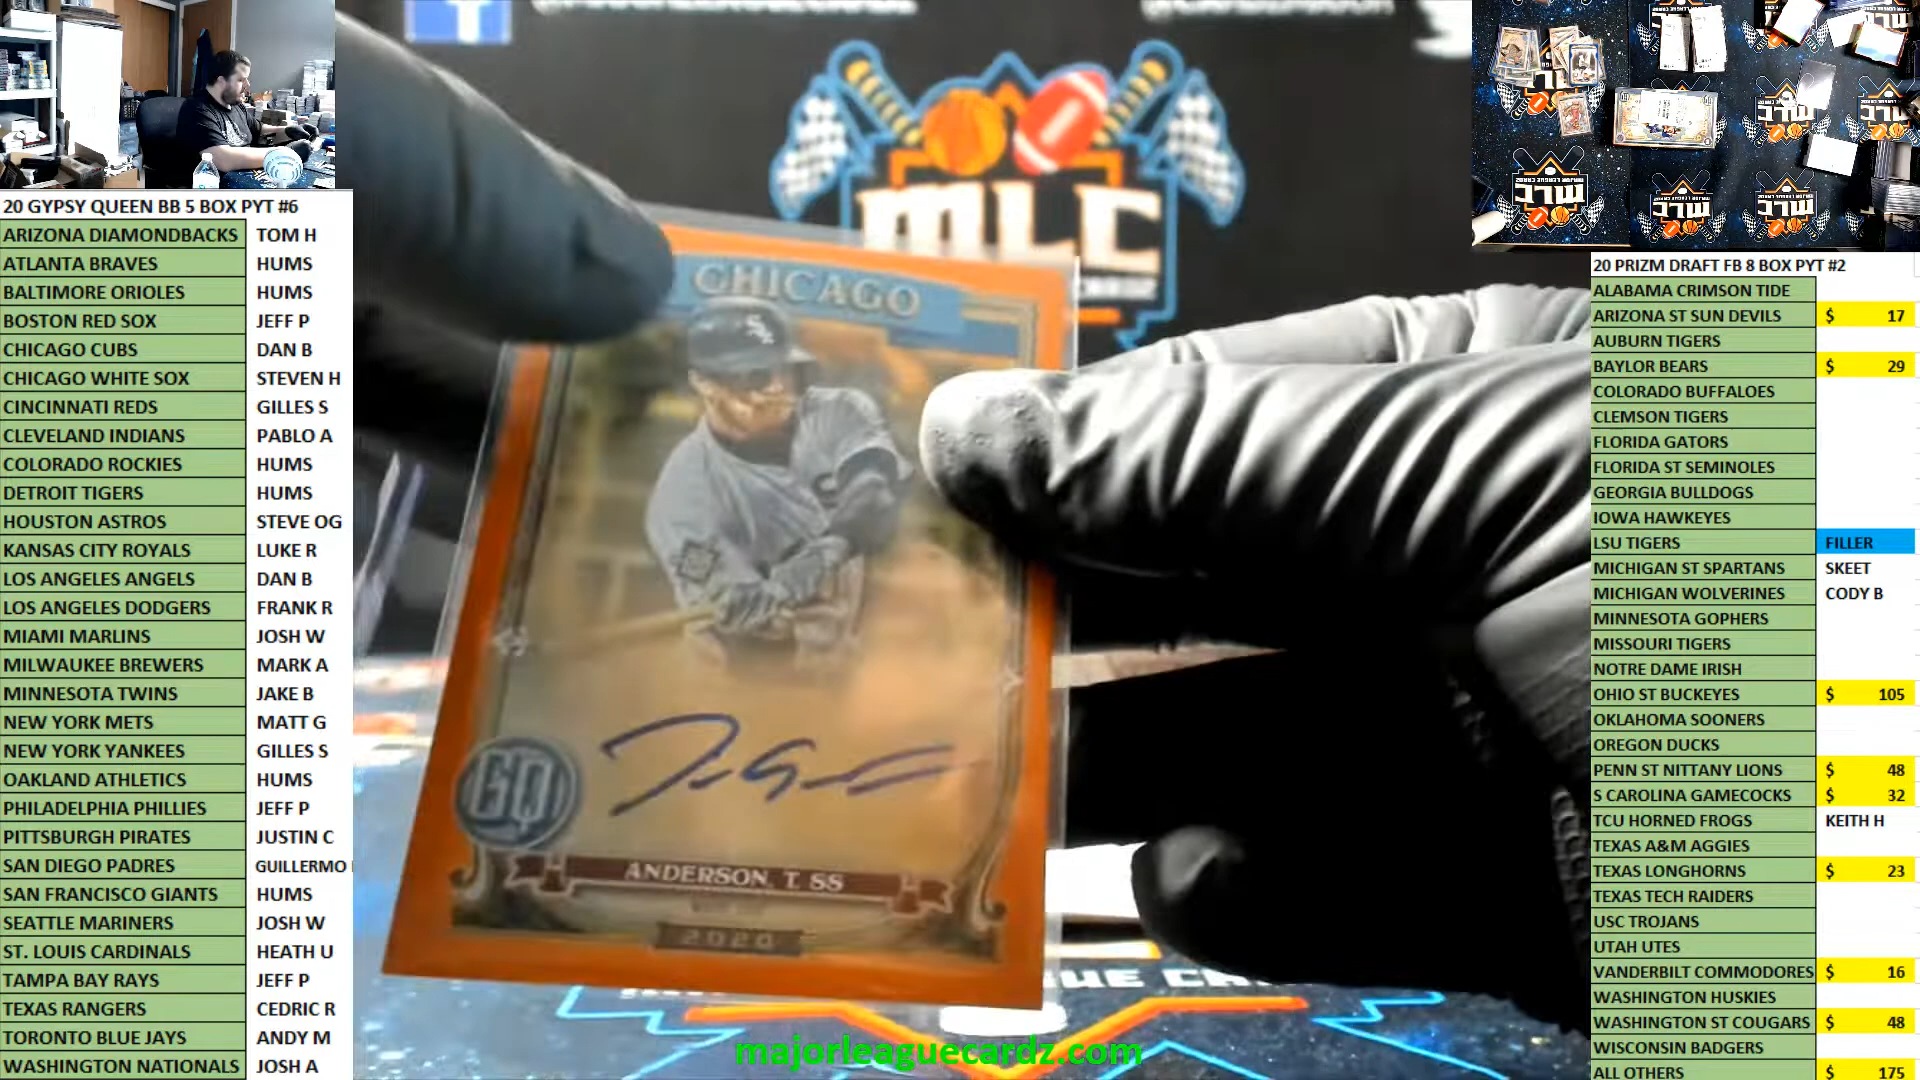 20 GYPSY QUEEN BB 5 BOX PYT #6
ARIZONA DIAMONDBACKS TOM H
ATLANTA BRAVES HUMS
BALTIMORE ORIOLES HUMS
BOSTON RED SOX JEFF P
CHICAGO CUBS DAN B
CHICAGO WHITE SOX STEVEN H
CINCINNATI REDS GILLES S
CLEVELAND INDIANS PABLO A
COLORADO ROCKIES HUMS
DETROIT TIGERS HUMS
HOUSTON ASTROS STEVE OG
KANSAS CITY ROYALS LUKE R
LOS ANGELES ANGELS DAN B
LOS ANGELES DODGERS FRANK R
MIAMI MARLINS JOSH W
MILWAUKEE BREWERS MARK A
MINNESOTA TWINS JAKE B
NEW YORK METS MATT G
NEW YORK YANKEES GILLES S
OAKLAND ATHLETICS HUMS
PHILADELPHIA PHILLIES JEFF P
PITTSBURGH PIRATES JUSTIN C
SAN DIEGO PADRES GUILLERMO
SAN FRANCISCO GIANTS HUMS
SEATTLE MARINERS JOSH W
ST. LOUIS CARDINALS HEATH U
TAMPA BAY RAYS JEFF P
TEXAS RANGERS CEDRIC R
TORONTO BLUE JAYS ANDY M
WASHINGTON NATIONALS JOSH A
MLC
CHICAGO
SOX
GQ
ANDERSON, T. SS
2020
majorleaguecardz.com
20 PRIZM DRAFT FB 8 BOX PYT #2
ALABAMA CRIMSON TIDE
ARIZONA ST SUN DEVILS $ 17
AUBURN TIGERS
BAYLOR BEARS $ 29
COLORADO BUFFALOES
CLEMSON TIGERS
FLORIDA GATORS
FLORIDA ST SEMINOLES
GEORGIA BULLDOGS
IOWA HAWKEYES
LSU TIGERS FILLER
MICHIGAN ST SPARTANS SKEET
MICHIGAN WOLVERINES CODY B
MINNESOTA GOPHERS
MISSOURI TIGERS
NOTRE DAME IRISH
OHIO ST BUCKEYES $ 105
OKLAHOMA SOONERS
OREGON DUCKS
PENN ST NITTANY LIONS $ 48
S CAROLINA GAMECOCKS $ 32
TCU HORNED FROGS KEITH H
TEXAS A&M AGGIES
TEXAS LONGHORNS $ 23
TEXAS TECH RAIDERS
USC TROJANS
UTAH UTES
VANDERBILT COMMODORES $ 16
WASHINGTON HUSKIES
WASHINGTON ST COUGARS $ 48
WISCONSIN BADGERS
ALL OTHERS $ 175